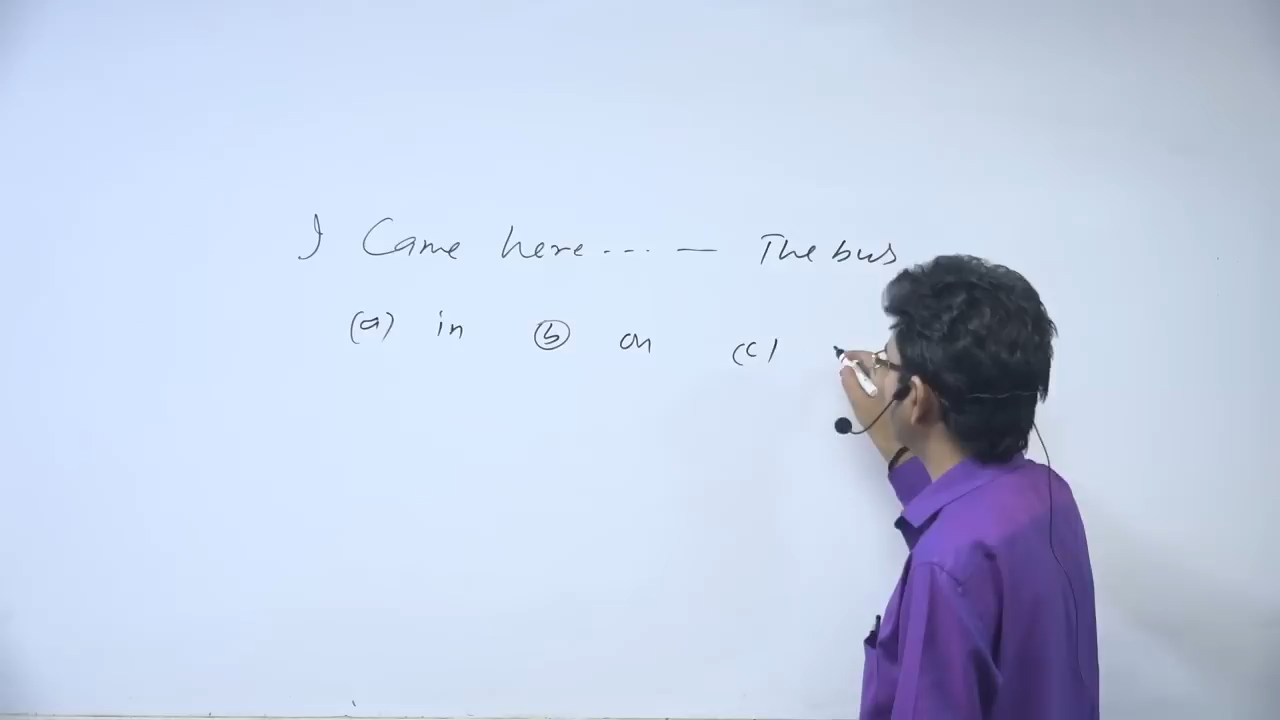 I Came here... — The bus
(a) in (b) on (c)